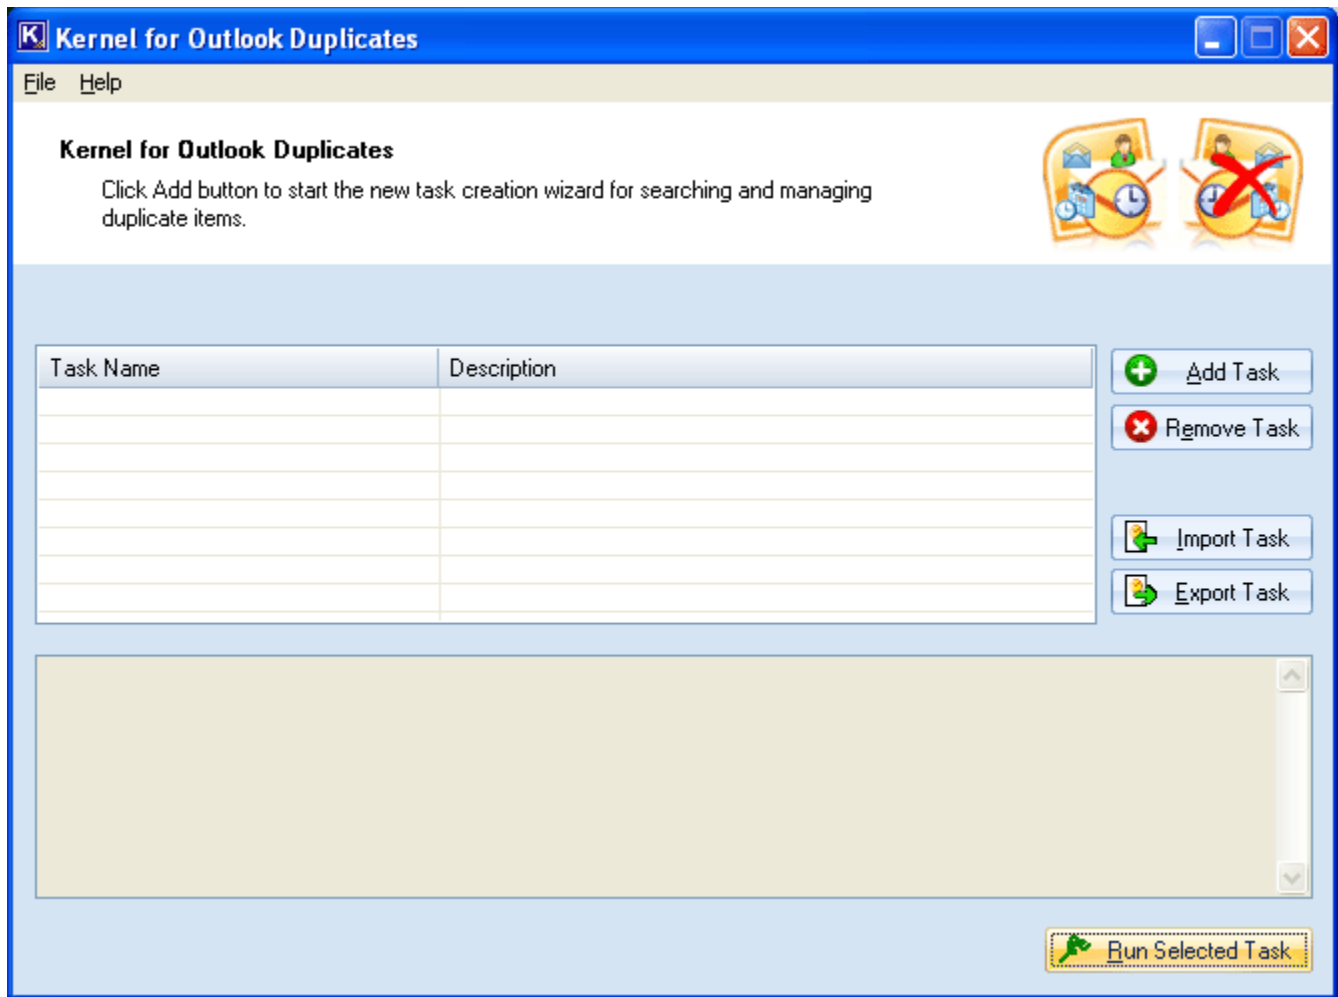 Kernel for Outlook Duplicates
File Help
Kernel for Outlook Duplicates
Click Add button to start the new task creation wizard for searching and managing
duplicate items.
Task Name Description
Add Task
Remove Task
Import Task
Export Task
Run Selected Task